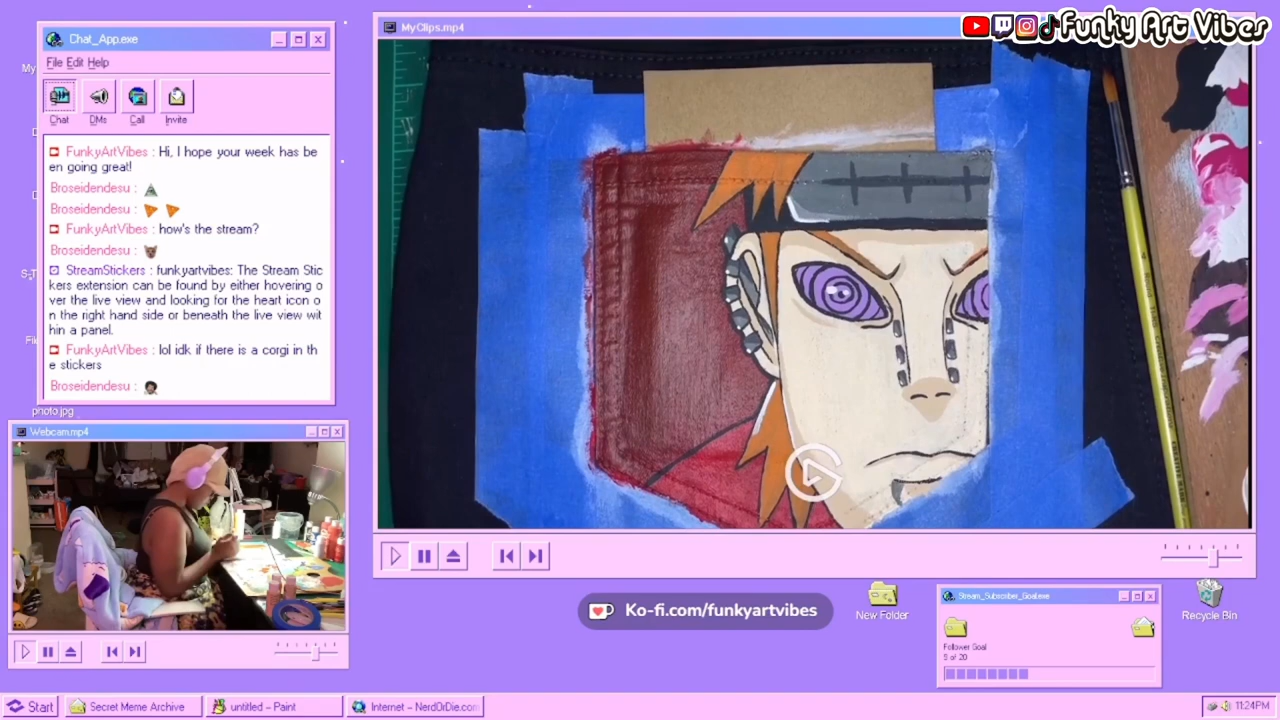 Funky Art Vibes
Chat_App.exe
File Edit Help
Chat DMs Call Invite
FunkyArtVibes : Hi, I hope your week has be
en going great!
Broseidendesu :
Broseidendesu :
FunkyArtVibes : how's the stream?
Broseidendesu :
StreamStickers : funkyartvibes: The Stream Stic
kers extension can be found by either hovering o
ver the live view and looking for the heart icon o
n the right hand side or beneath the live view wit
hin a panel.
FunkyArtVibes : lol idk if there is a corgi in th
e stickers
Broseidendesu :
photo.jpg
MyClips.mp4
Webcam.mp4
Ko-fi.com/funkyartvibes
New Folder
Stream_Subscriber_Goal.exe
Follower Goal
9 of 20
Recycle Bin
Start
Secret Meme Archive
untitled – Paint
Internet – NerdOrDie.com
11:24PM